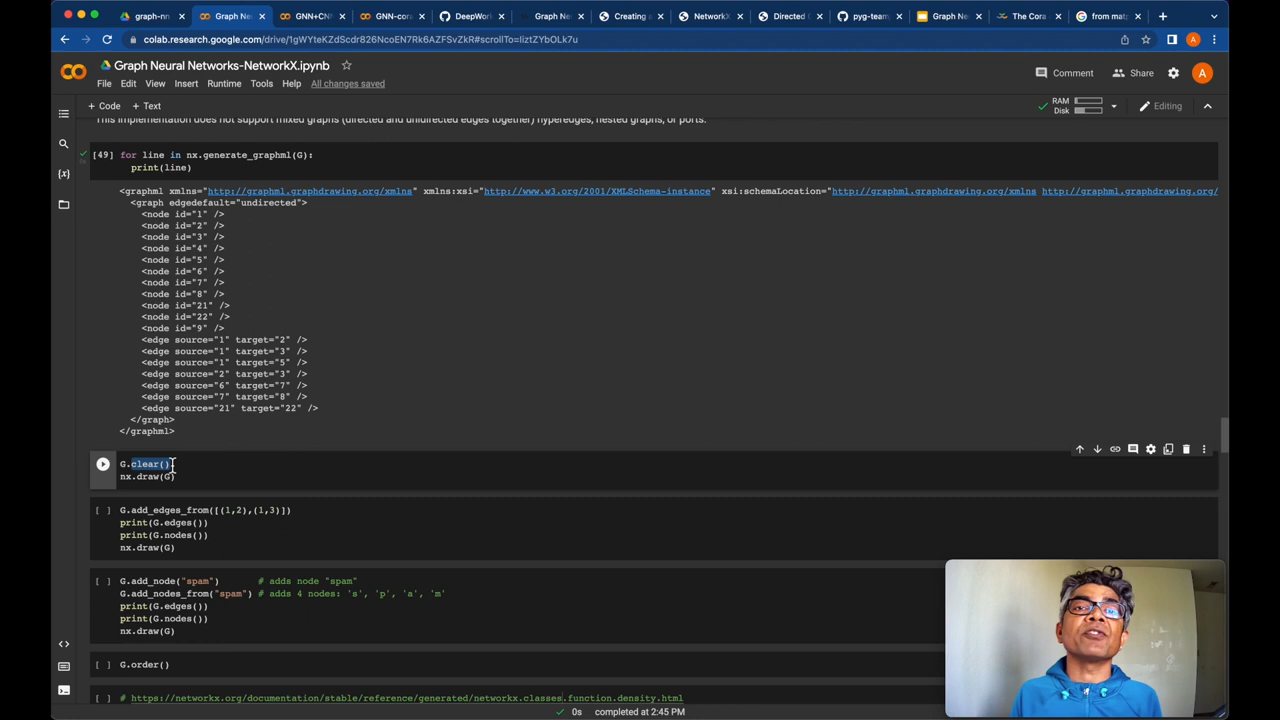 graph-nn
Graph Ne
GNN+CNN
GNN-cora
DeepWor
Graph Ne
Creating a
NetworkX
Directed G
pyg-team
Graph Ne
The Cora
from mat
colab.research.google.com/drive/1gWYteKZdScdr826NcoEN7Rk6AZFSvZkR#scrollTo=IiztZYbOLk7u
A
Graph Neural Networks-NetworkX.ipynb
Comment
Share
A
File Edit View Insert Runtime Tools Help All changes saved
+ Code + Text
RAM
Disk
Editing
This implementation does not support mixed graphs (directed and unidirected edges together) hyperedges, nested graphs, or ports.
[49] for line in nx.generate_graphml(G):
print(line)
<graphml xmlns="http://graphml.graphdrawing.org/xmlns" xmlns:xsi="http://www.w3.org/2001/XMLSchema-instance" xsi:schemaLocation="http://graphml.graphdrawing.org/xmlns http://graphml.graphdrawing.org/
<graph edgedefault="undirected">
<node id="1" />
<node id="2" />
<node id="3" />
<node id="4" />
<node id="5" />
<node id="6" />
<node id="7" />
<node id="8" />
<node id="21" />
<node id="22" />
<node id="9" />
<edge source="1" target="2" />
<edge source="1" target="3" />
<edge source="1" target="5" />
<edge source="2" target="3" />
<edge source="6" target="7" />
<edge source="7" target="8" />
<edge source="21" target="22" />
</graph>
</graphml>
G.clear()
nx.draw(G)
[ ] G.add_edges_from([(1,2),(1,3)])
print(G.edges())
print(G.nodes())
nx.draw(G)
[ ] G.add_node("spam") # adds node "spam"
G.add_nodes_from("spam") # adds 4 nodes: 's', 'p', 'a', 'm'
print(G.edges())
print(G.nodes())
nx.draw(G)
[ ] G.order()
[ ] # https://networkx.org/documentation/stable/reference/generated/networkx.classes.function.density.html
0s completed at 2:45 PM